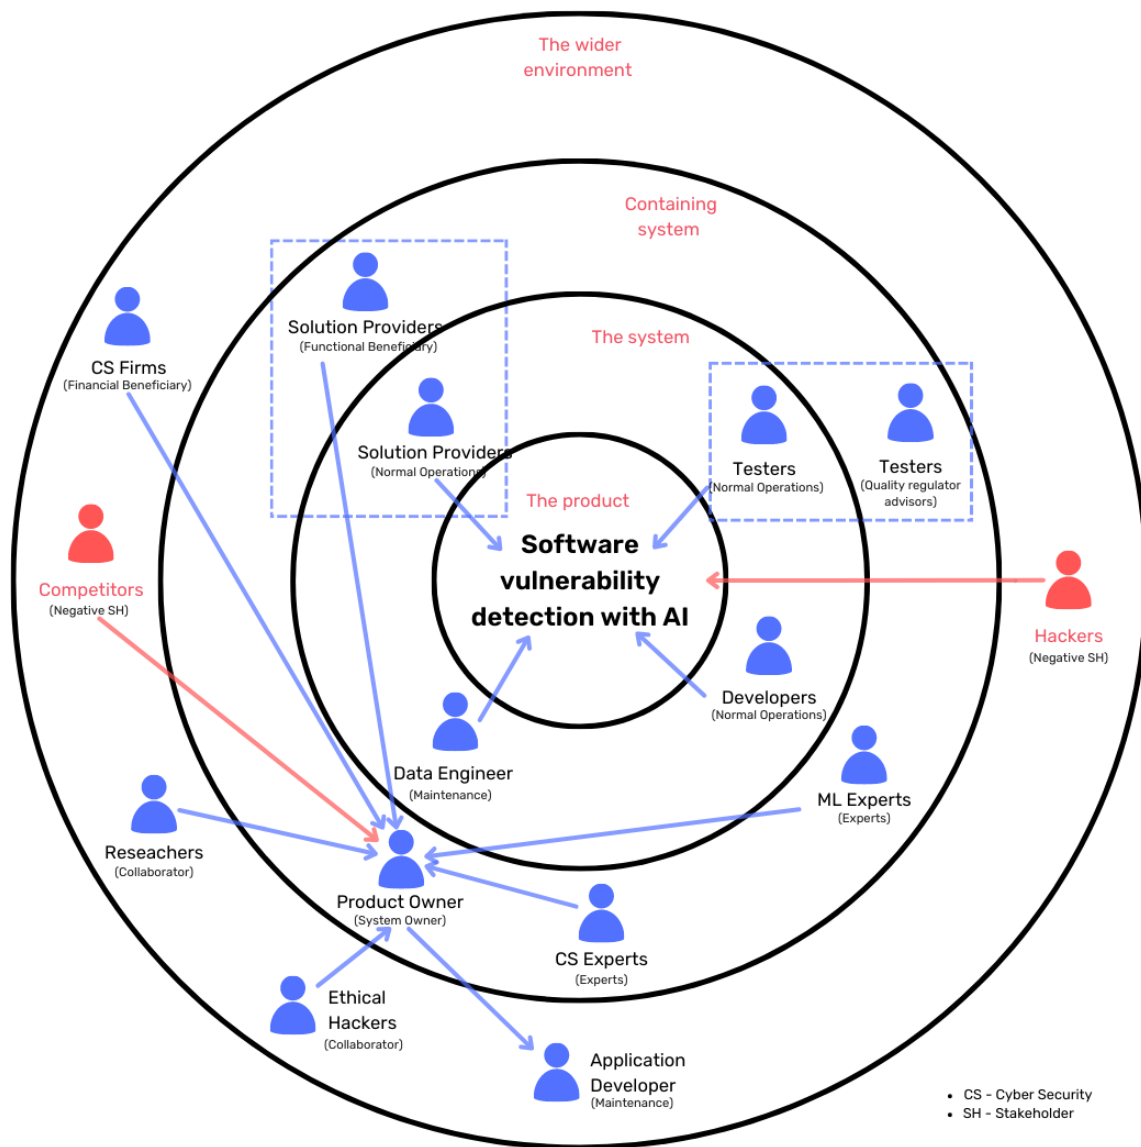 The wider
environment
Containing
system
The system
Solution Providers
(Functional Beneficiary)
CS Firms
(Financial Beneficiary)
Solution Providers
(Normal Operations)
Testers
(Normal Operations)
Testers
(Quality regulator
advisors)
The product
Software
vulnerability
detection with AI
Competitors
(Negative SH)
Hackers
(Negative SH)
Developers
(Normal Operations)
Data Engineer
(Maintenance)
ML Experts
(Experts)
Reseachers
(Collaborator)
Product Owner
(System Owner)
CS Experts
(Experts)
Ethical
Hackers
(Collaborator)
Application
Developer
(Maintenance)
• CS - Cyber Security
• SH - Stakeholder